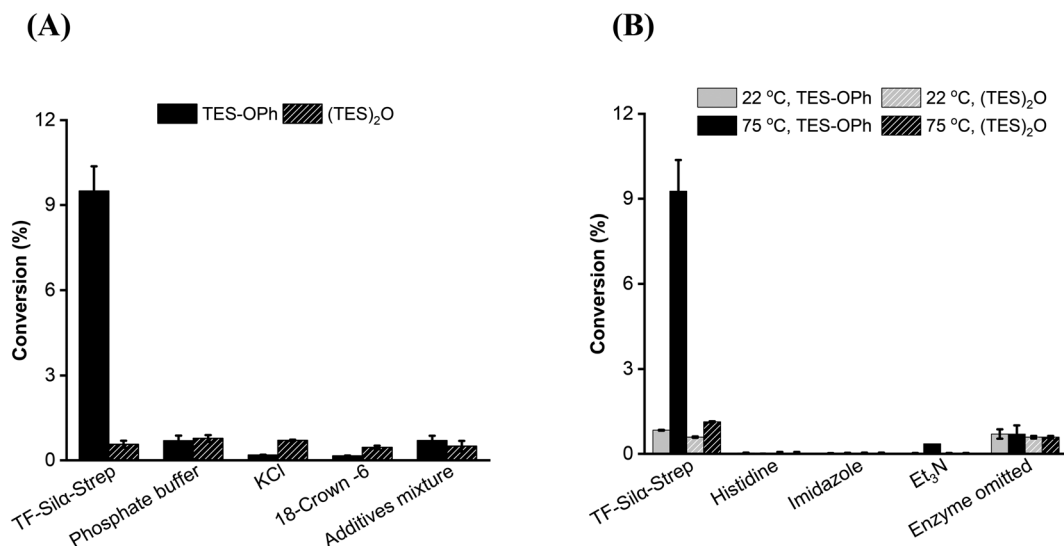 (A)
TES-OPh (TES)₂O
12
9
6
3
0
Conversion (%)
TF-Silα-Strep
Phosphate buffer
KCl
18-Crown -6
Additives mixture
(B)
22 °C, TES-OPh 22 °C, (TES)₂O
75 °C, TES-OPh 75 °C, (TES)₂O
12
9
6
3
0
Conversion (%)
TF-Silα-Strep
Histidine
Imidazole
Et₃N
Enzyme omitted